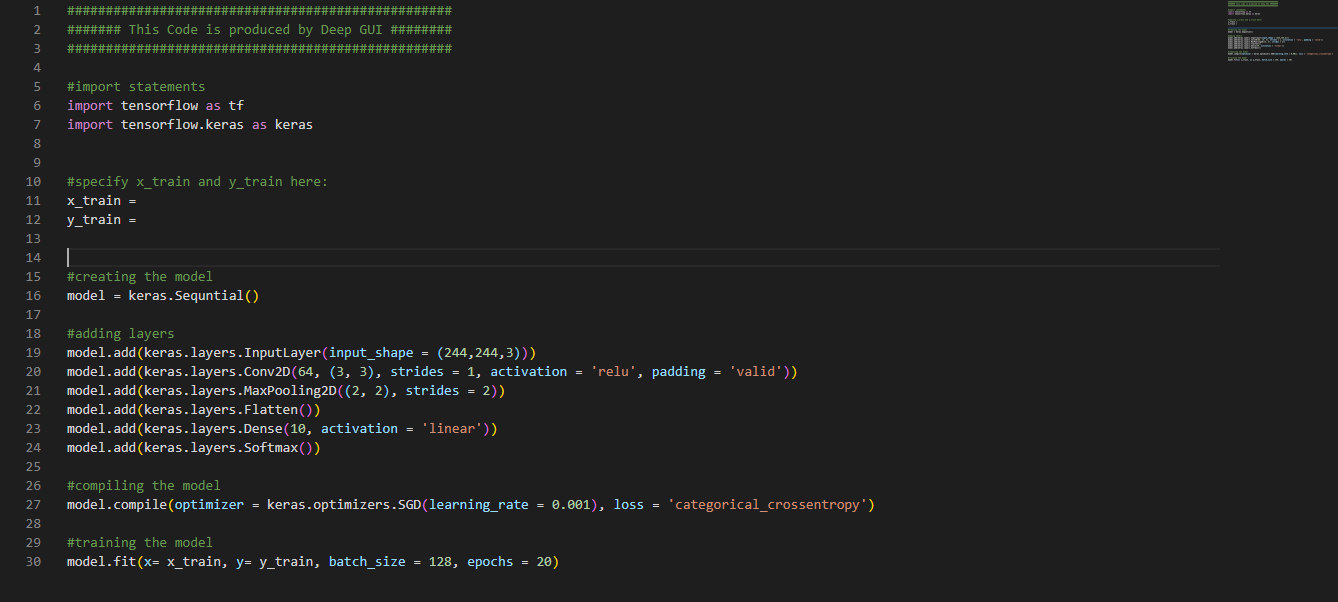 1 ##################################################
2 ####### This Code is produced by Deep GUI ########
3 ##################################################
4
5 #import statements
6 import tensorflow as tf
7 import tensorflow.keras as keras
8
9
10 #specify x_train and y_train here:
11 x_train =
12 y_train =
13
14
15 #creating the model
16 model = keras.Sequntial()
17
18 #adding layers
19 model.add(keras.layers.InputLayer(input_shape = (244,244,3)))
20 model.add(keras.layers.Conv2D(64, (3, 3), strides = 1, activation = 'relu', padding = 'valid'))
21 model.add(keras.layers.MaxPooling2D((2, 2), strides = 2))
22 model.add(keras.layers.Flatten())
23 model.add(keras.layers.Dense(10, activation = 'linear'))
24 model.add(keras.layers.Softmax())
25
26 #compiling the model
27 model.compile(optimizer = keras.optimizers.SGD(learning_rate = 0.001), loss = 'categorical_crossentropy')
28
29 #training the model
30 model.fit(x= x_train, y= y_train, batch_size = 128, epochs = 20)